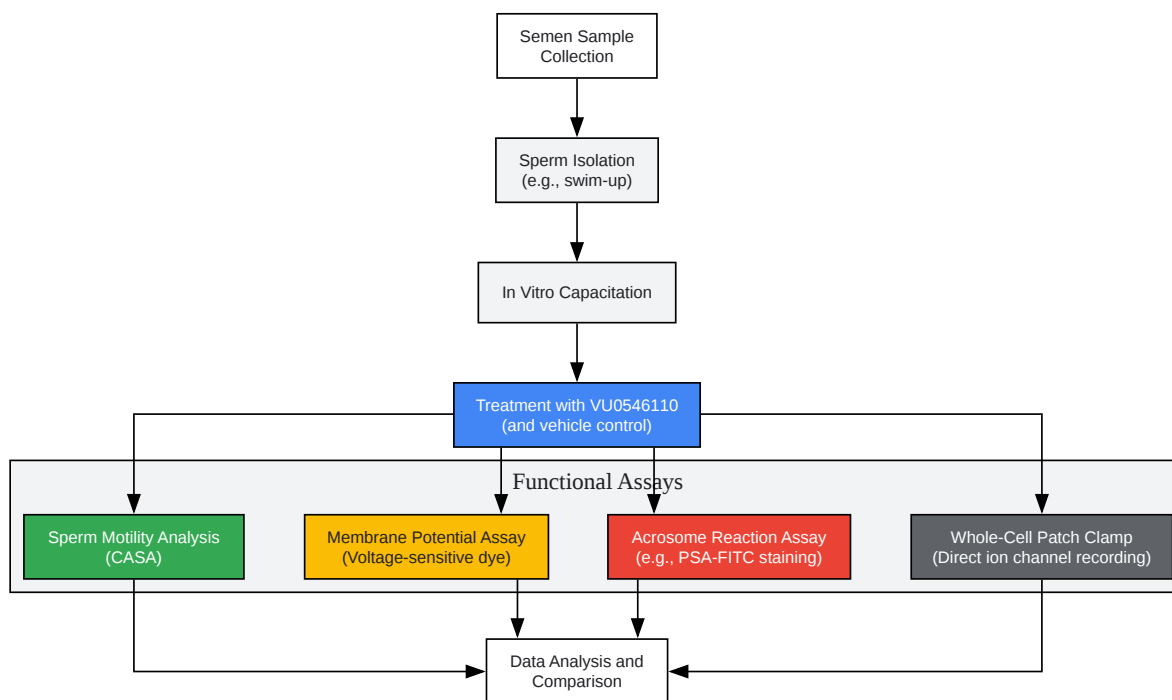 Semen Sample
Collection
Sperm Isolation
(e.g., swim-up)
In Vitro Capacitation
Treatment with VU0546110
(and vehicle control)
Functional Assays
Sperm Motility Analysis
(CASA)
Membrane Potential Assay
(Voltage-sensitive dye)
Acrosome Reaction Assay
(e.g., PSA-FITC staining)
Whole-Cell Patch Clamp
(Direct ion channel recording)
Data Analysis and
Comparison